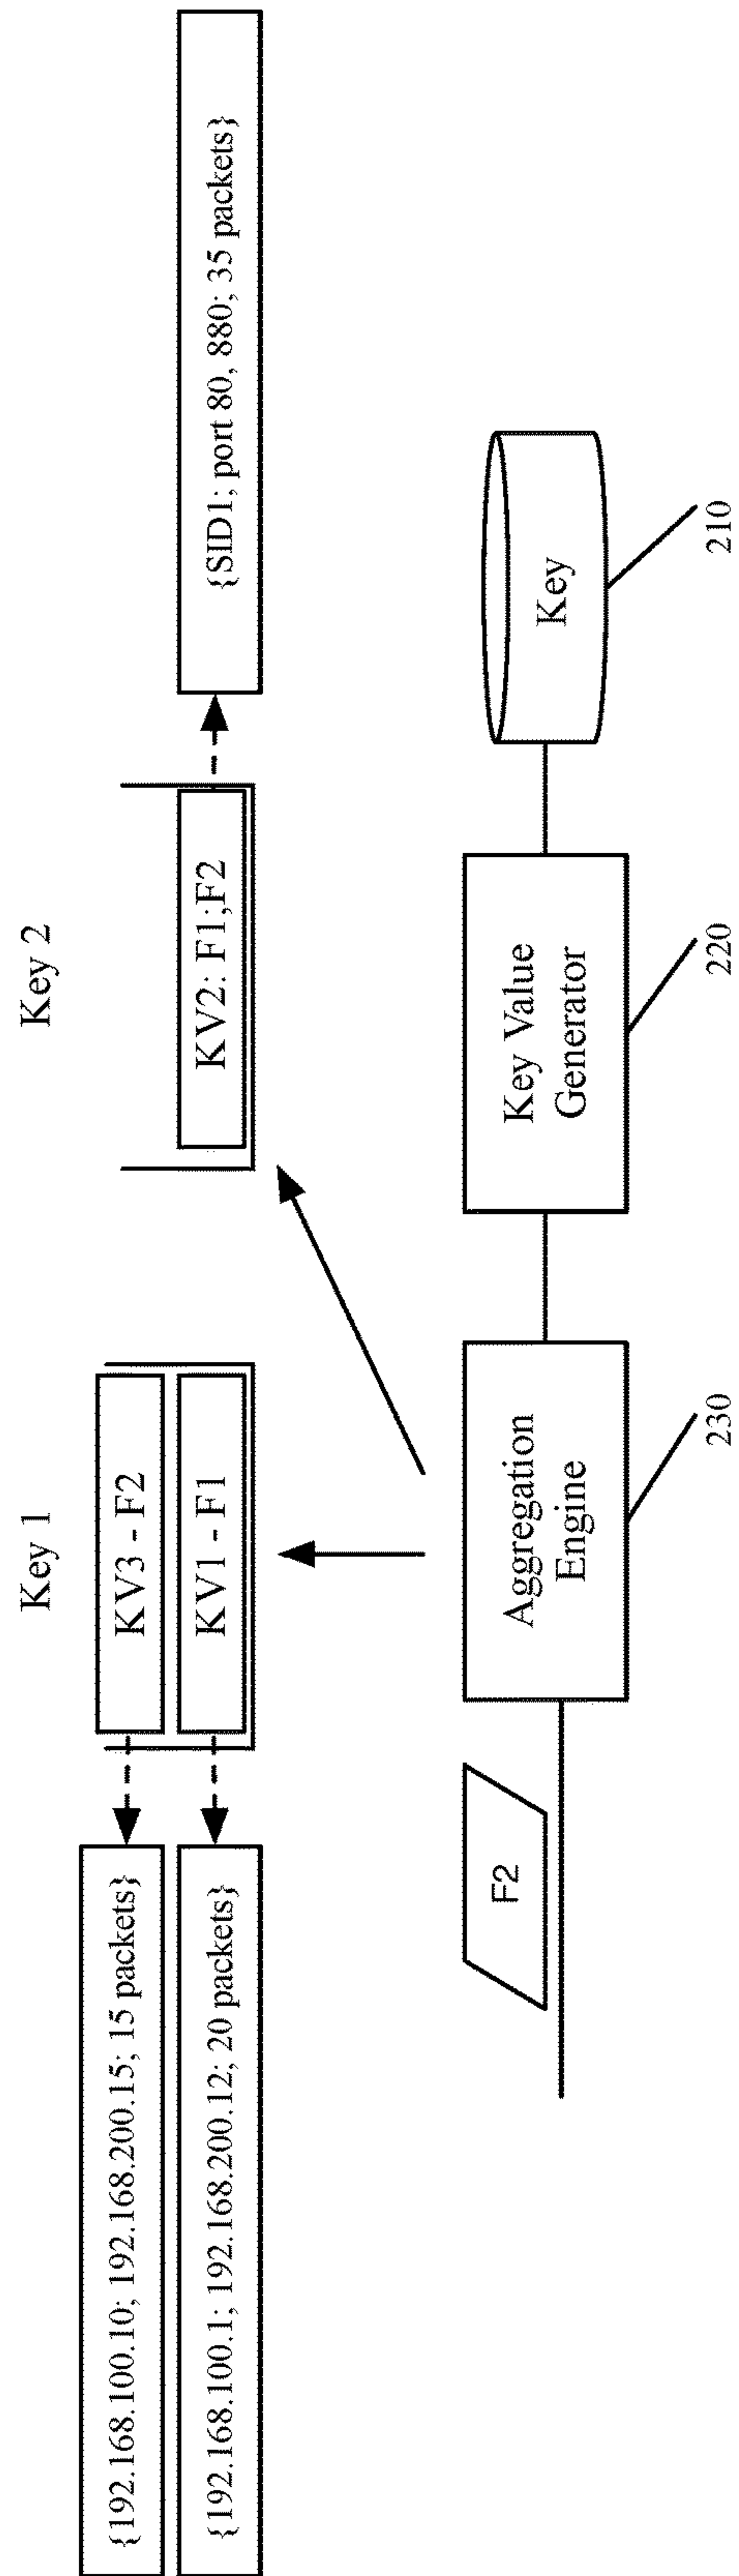 Key 1
Key 2
{192.168.100.10; 192.168.200.15; 15 packets}
KV3 - F2
{192.168.100.1; 192.168.200.12; 20 packets}
KV1 - F1
KV2: F1;F2
{SID1; port 80, 880; 35 packets}
F2
Aggregation
Engine
Key Value
Generator
Key
230
220
210